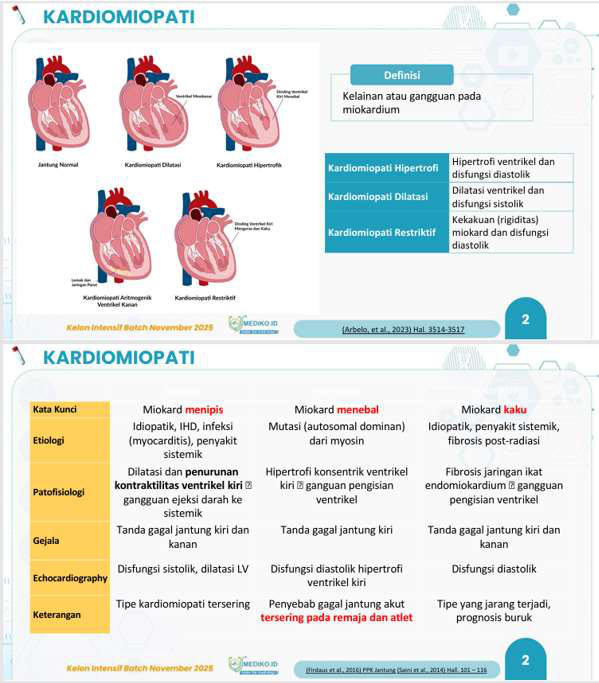 KARDIOMIOPATI
Ventrikel Membesar
Dinding Ventrikel
Kiri Menebal
Jantung Normal
Kardiomiopati Dilatasi
Kardiomiopati Hipertrofik
Dinding Ventrikel Kiri
Mengeras dan Kaku
Lemak dan
Jaringan Parut
Kardiomiopati Aritmogenik
Ventrikel Kanan
Kardiomiopati Restriktif
Definisi
Kelainan atau gangguan pada
miokardium
Kardiomiopati Hipertrofi
Hipertrofi ventrikel dan
disfungsi diastolik
Kardiomiopati Dilatasi
Dilatasi ventrikel dan
disfungsi sistolik
Kardiomiopati Restriktif
Kekakuan (rigiditas)
miokard dan disfungsi
diastolik
Kelan Intensif Batch November 2025
MEDIKO.ID
(Arbelo, et al., 2023) Hal. 3514-3517
2
KARDIOMIOPATI
Kata Kunci
Miokard menipis
Miokard menebal
Miokard kaku
Etiologi
Idiopatik, IHD, infeksi
(myocarditis), penyakit
sistemik
Mutasi (autosomal dominan)
dari myosin
Idiopatik, penyakit sistemik,
fibrosis post-radiasi
Patofisiologi
Dilatasi dan penurunan
kontraktilitas ventrikel kiri
gangguan ejeksi darah ke
sistemik
Hipertrofi konsentrik ventrikel
kiri ganguan pengisian
ventrikel
Fibrosis jaringan ikat
endomiokardium gangguan
pengisian ventrikel
Gejala
Tanda gagal jantung kiri dan
kanan
Tanda gagal jantung kiri
Tanda gagal jantung kiri dan
kanan
Echocardiography
Disfungsi sistolik, dilatasi LV
Disfungsi diastolik hipertrofi
ventrikel kiri
Disfungsi diastolik
Keterangan
Tipe kardiomiopati tersering
Penyebab gagal jantung akut
tersering pada remaja dan atlet
Tipe yang jarang terjadi,
prognosis buruk
Kelan Intensif Batch November 2025
MEDIKO.ID
(Firdaus et al., 2016) PPK Jantung (Saini et al., 2014) Hall. 101 – 116
2